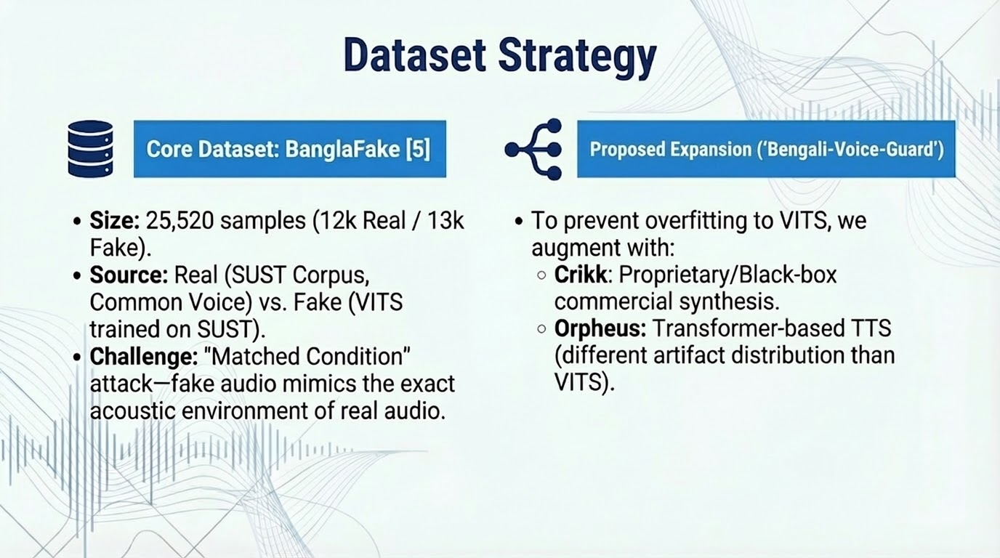 Dataset Strategy
Core Dataset: BanglaFake [5]
• Size: 25,520 samples (12k Real / 13k
Fake).
• Source: Real (SUST Corpus,
Common Voice) vs. Fake (VITS
trained on SUST).
• Challenge: "Matched Condition"
attack—fake audio mimics the exact
acoustic environment of real audio.
Proposed Expansion (‘Bengali-Voice-Guard’)
• To prevent overfitting to VITS, we
augment with:
○ Crikk: Proprietary/Black-box
commercial synthesis.
○ Orpheus: Transformer-based TTS
(different artifact distribution than
VITS).